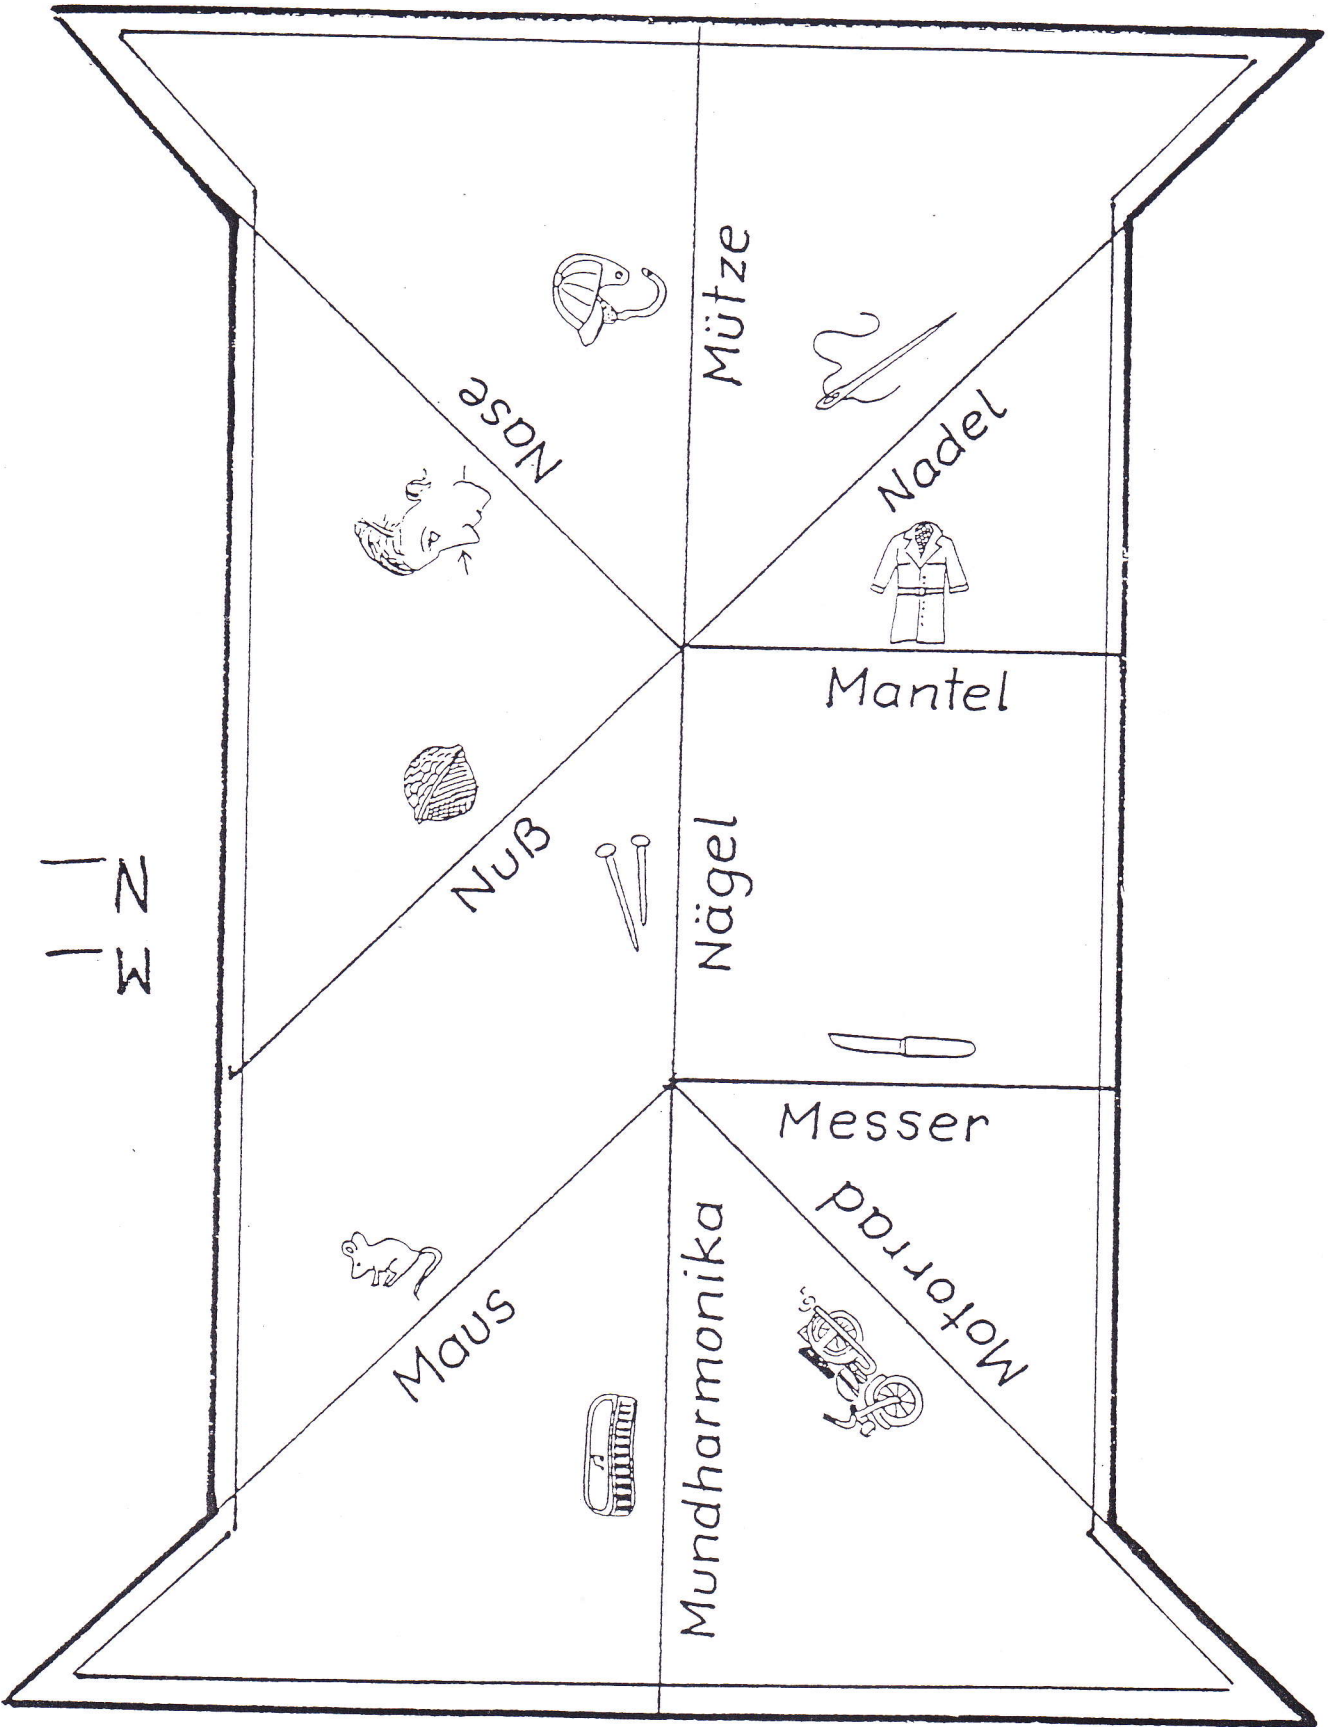 Mütze
Nase
Nadel
Mantel
Nuß
Nägel
Messer
Motorrad
Maus
Mundharmonika
M –
N –